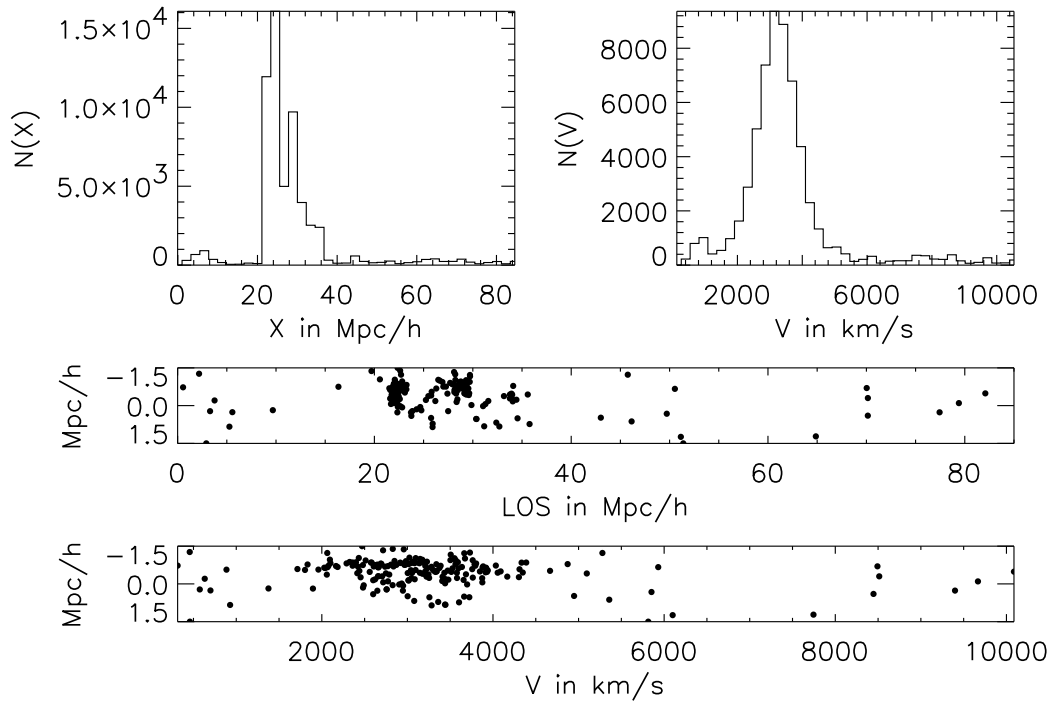 1.5×10⁴
1.0×10⁴
5.0×10³
0
N(X)
0 20 40 60 80
X in Mpc/h
8000
6000
4000
2000
0
N(V)
2000 6000 10000
V in km/s
−1.5
0.0
1.5
Mpc/h
0 20 40 60 80
LOS in Mpc/h
−1.5
0.0
1.5
Mpc/h
2000 4000 6000 8000 10000
V in km/s